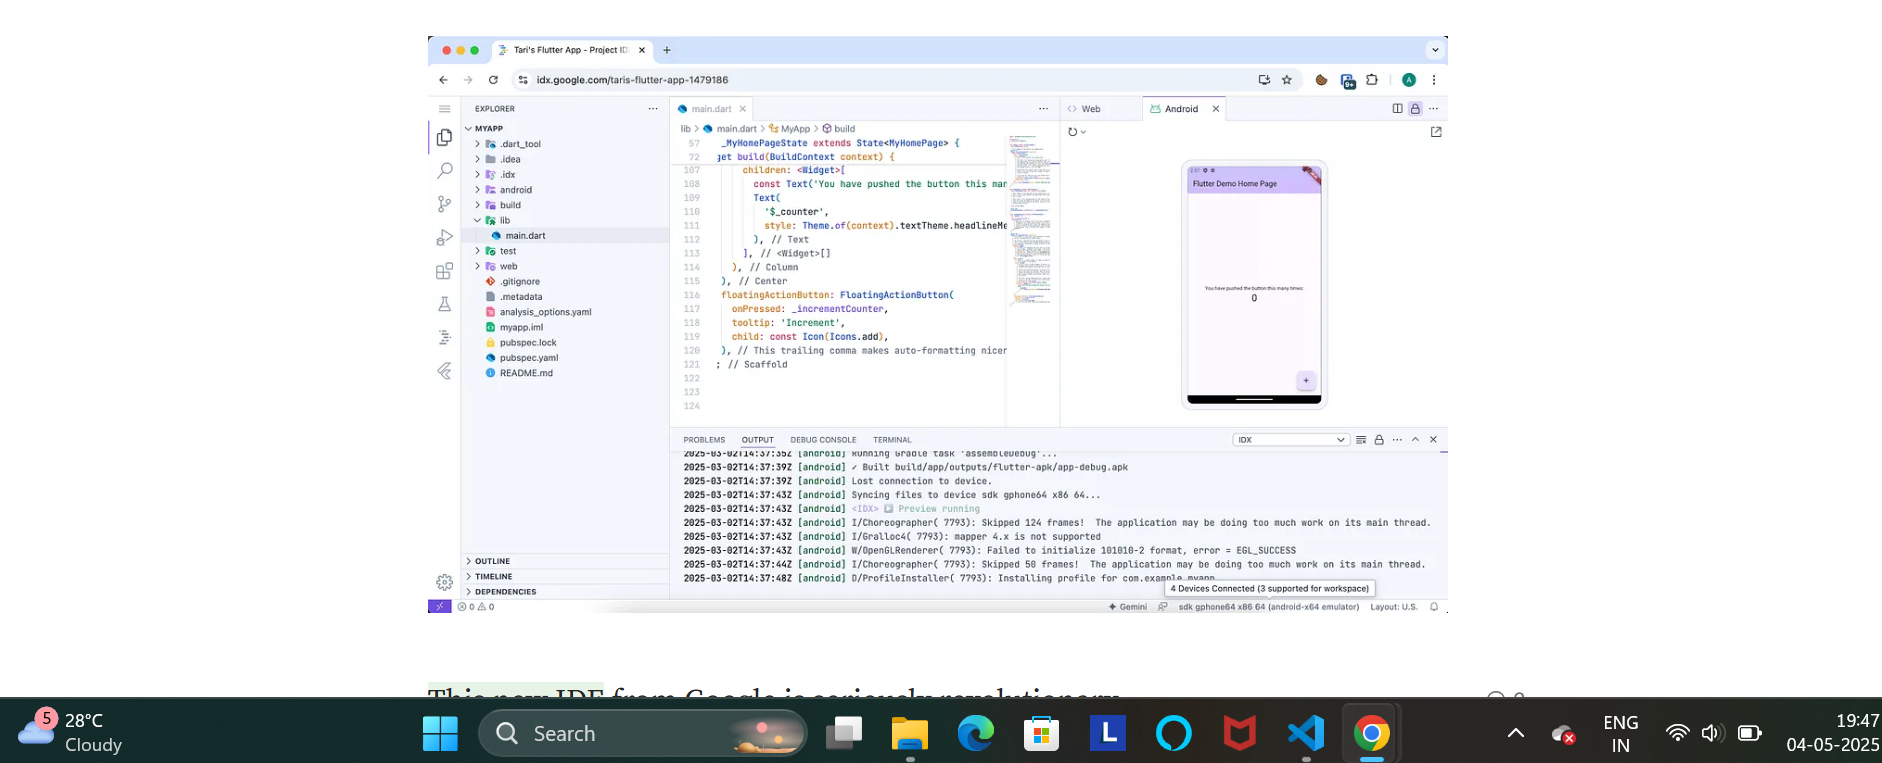 Tari's Flutter App - Project ID
idx.google.com/taris-flutter-app-1479186
9+
A
EXPLORER
MYAPP
.dart_tool
.idea
.idx
android
build
lib
main.dart
test
web
.gitignore
.metadata
analysis_options.yaml
myapp.iml
pubspec.lock
pubspec.yaml
README.md
OUTLINE
TIMELINE
DEPENDENCIES
main.dart
lib > main.dart > MyApp > build
57 _MyHomePageState extends State<MyHomePage> {
72 get build(BuildContext context) {
107 children: <Widget>[
108 const Text('You have pushed the button this man
109 Text(
110 '$_counter',
111 style: Theme.of(context).textTheme.headlineMe
112 ), // Text
113 ], // <Widget>[]
114 ), // Column
115 ), // Center
116 floatingActionButton: FloatingActionButton(
117 onPressed: _incrementCounter,
118 tooltip: 'Increment',
119 child: const Icon(Icons.add),
120 ), // This trailing comma makes auto-formatting nicer
121 ; // Scaffold
122
123
124
Web
Android
Flutter Demo Home Page
You have pushed the button this many times:
0
+
PROBLEMS OUTPUT DEBUG CONSOLE TERMINAL
IDX
2025-03-02T14:37:35Z [android] Running Gradle task 'assembleDebug'...
2025-03-02T14:37:39Z [android] ✓ Built build/app/outputs/flutter-apk/app-debug.apk
2025-03-02T14:37:39Z [android] Lost connection to device.
2025-03-02T14:37:43Z [android] Syncing files to device sdk gphone64 x86 64...
2025-03-02T14:37:43Z [android] <IDX> ▶ Preview running
2025-03-02T14:37:43Z [android] I/Choreographer( 7793): Skipped 124 frames! The application may be doing too much work on its main thread.
2025-03-02T14:37:43Z [android] I/Gralloc4( 7793): mapper 4.x is not supported
2025-03-02T14:37:43Z [android] W/OpenGLRenderer( 7793): Failed to initialize 101010-2 format, error = EGL_SUCCESS
2025-03-02T14:37:44Z [android] I/Choreographer( 7793): Skipped 50 frames! The application may be doing too much work on its main thread.
2025-03-02T14:37:48Z [android] D/ProfileInstaller( 7793): Installing profile for com.example.myapp
4 Devices Connected (3 supported for workspace)
0 0
Gemini
sdk gphone64 x86 64 (android-x64 emulator)
Layout: U.S.
This new IDE from Google is seriously revolutionary
5
28°C
Cloudy
Search
L
ENG
IN
19:47
04-05-2025